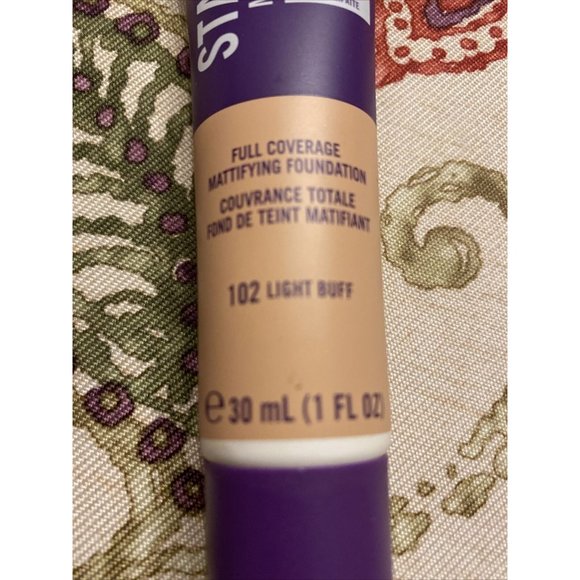 FULL COVERAGE
MATTIFYING FOUNDATION
COUVRANCE TOTALE
FOND DE TEINT MATIFIANT
102 LIGHT BUFF
℮30 mL (1 FL OZ)